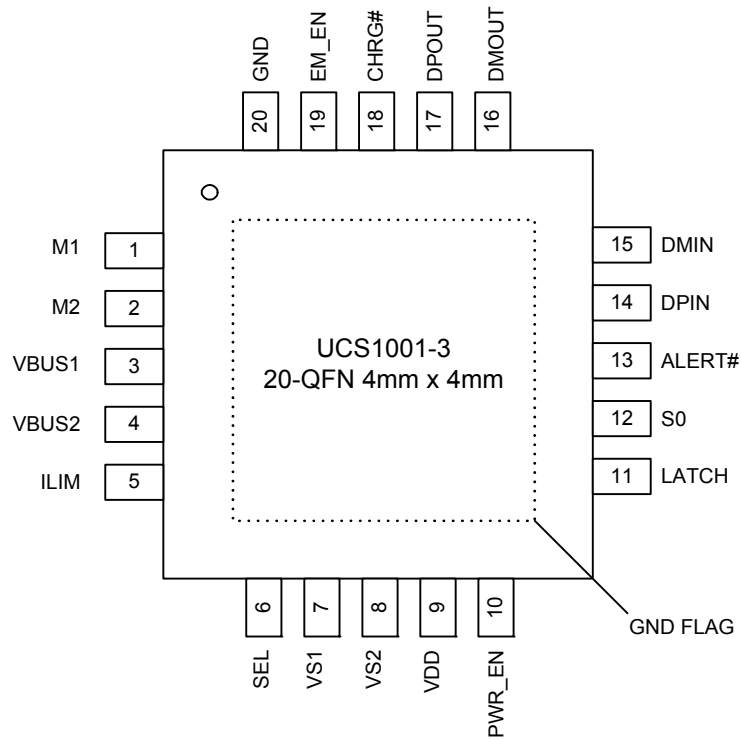 GND
EM_EN
CHRG#
DPOUT
DMOUT
20
19
18
17
16
M1
1
M2
2
VBUS1
3
VBUS2
4
ILIM
5
UCS1001-3
20-QFN 4mm x 4mm
15
DMIN
14
DPIN
13
ALERT#
12
S0
11
LATCH
6
7
8
9
10
SEL
VS1
VS2
VDD
PWR_EN
GND FLAG